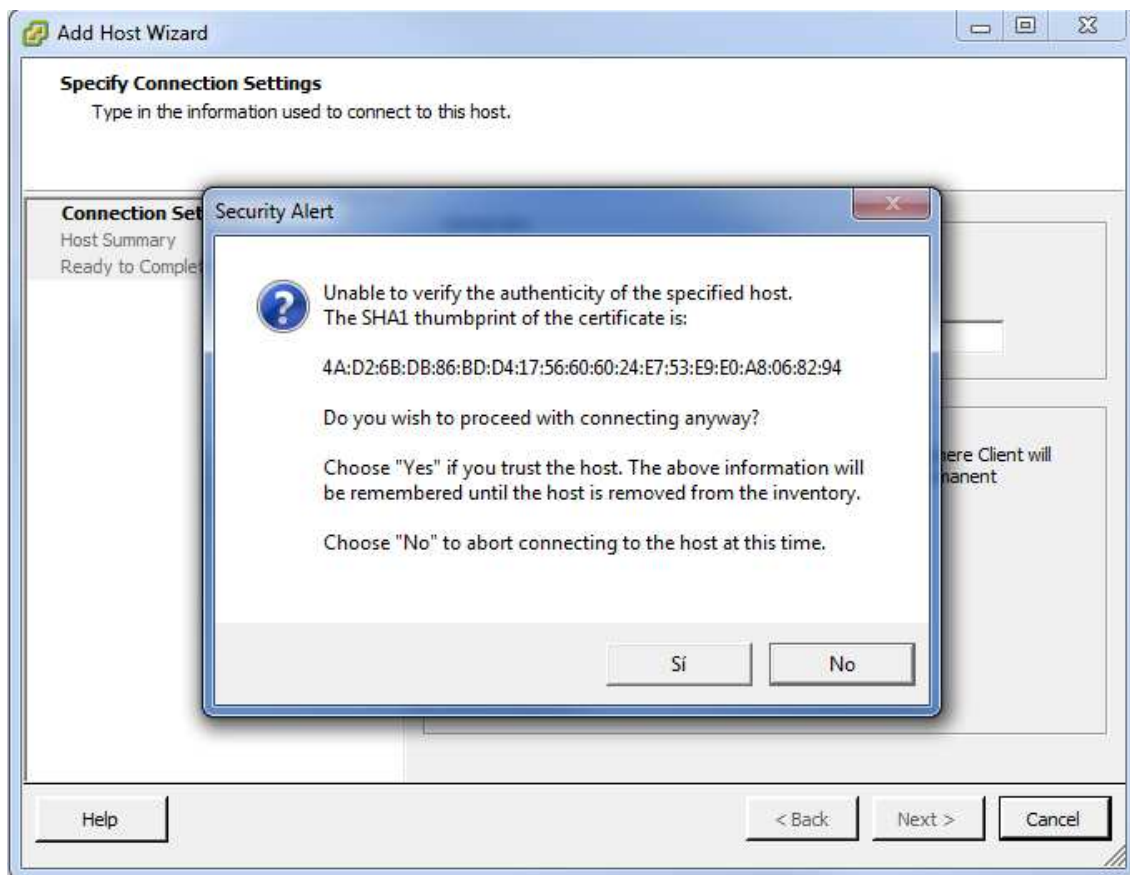 Add Host Wizard
Specify Connection Settings
Type in the information used to connect to this host.
Connection Set
Host Summary
Ready to Complet
Security Alert
Unable to verify the authenticity of the specified host.
The SHA1 thumbprint of the certificate is:
4A:D2:6B:DB:86:BD:D4:17:56:60:60:24:E7:53:E9:E0:A8:06:82:94
Do you wish to proceed with connecting anyway?
Choose "Yes" if you trust the host. The above information will
be remembered until the host is removed from the inventory.
Choose "No" to abort connecting to the host at this time.
Sí No
ere Client will
manent
Help < Back Next > Cancel